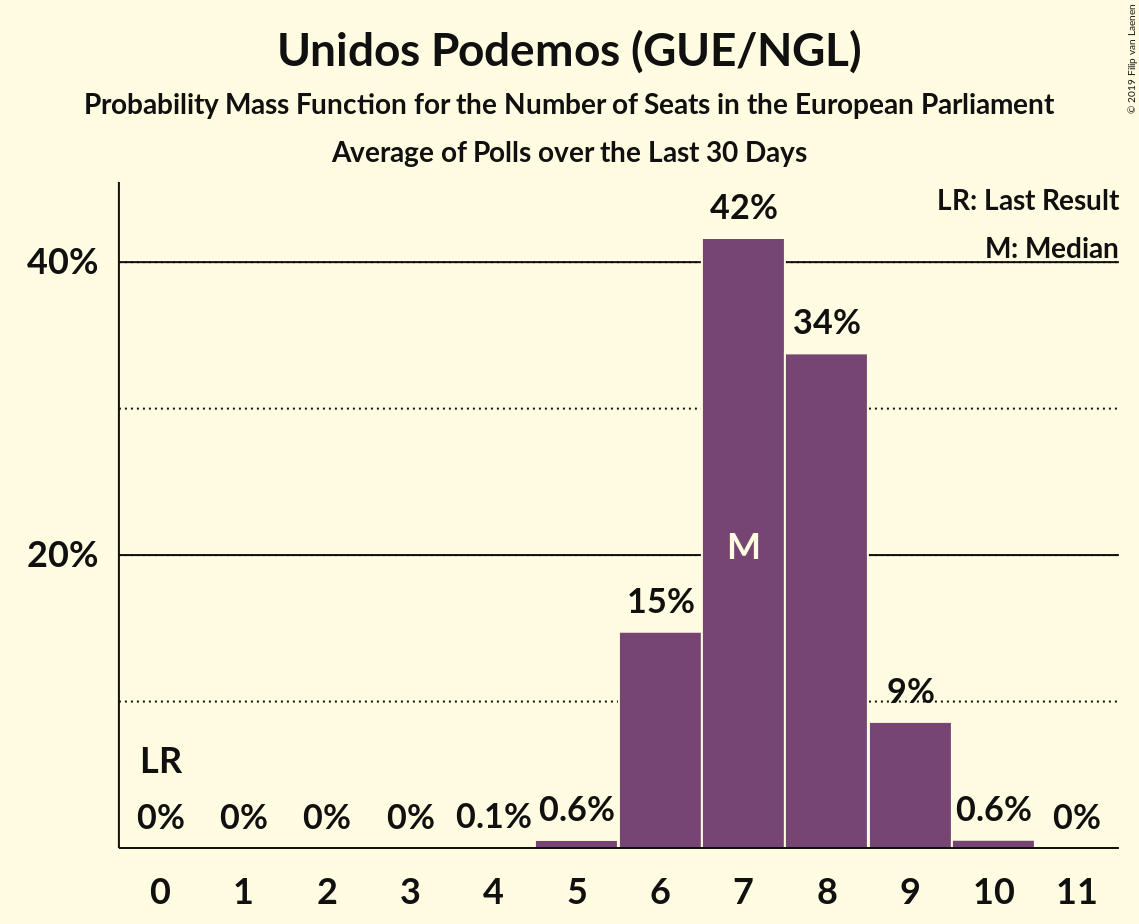 Unidos Podemos (GUE/NGL)
Probability Mass Function for the Number of Seats in the European Parliament
Average of Polls over the Last 30 Days
© 2019 Filip van Laenen
LR: Last Result
M: Median
42%
40%
34%
M
20%
15%
9%
LR
0% 0% 0% 0% 0.1% 0.6% 0.6% 0%
0 1 2 3 4 5 6 7 8 9 10 11